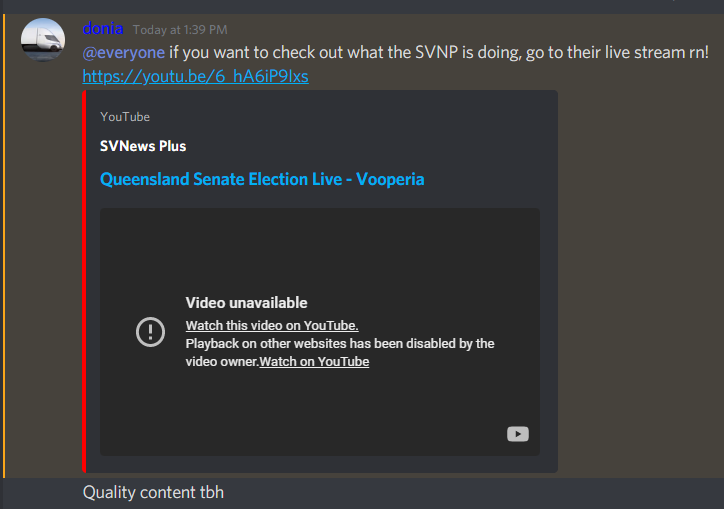 donia Today at 1:39 PM
@everyone if you want to check out what the SVNP is doing, go to their live stream rn!
https://youtu.be/6_hA6iP9lxs
YouTube
SVNews Plus
Queensland Senate Election Live - Vooperia
Video unavailable
Watch this video on YouTube.
Playback on other websites has been disabled by the
video owner.Watch on YouTube
Quality content tbh